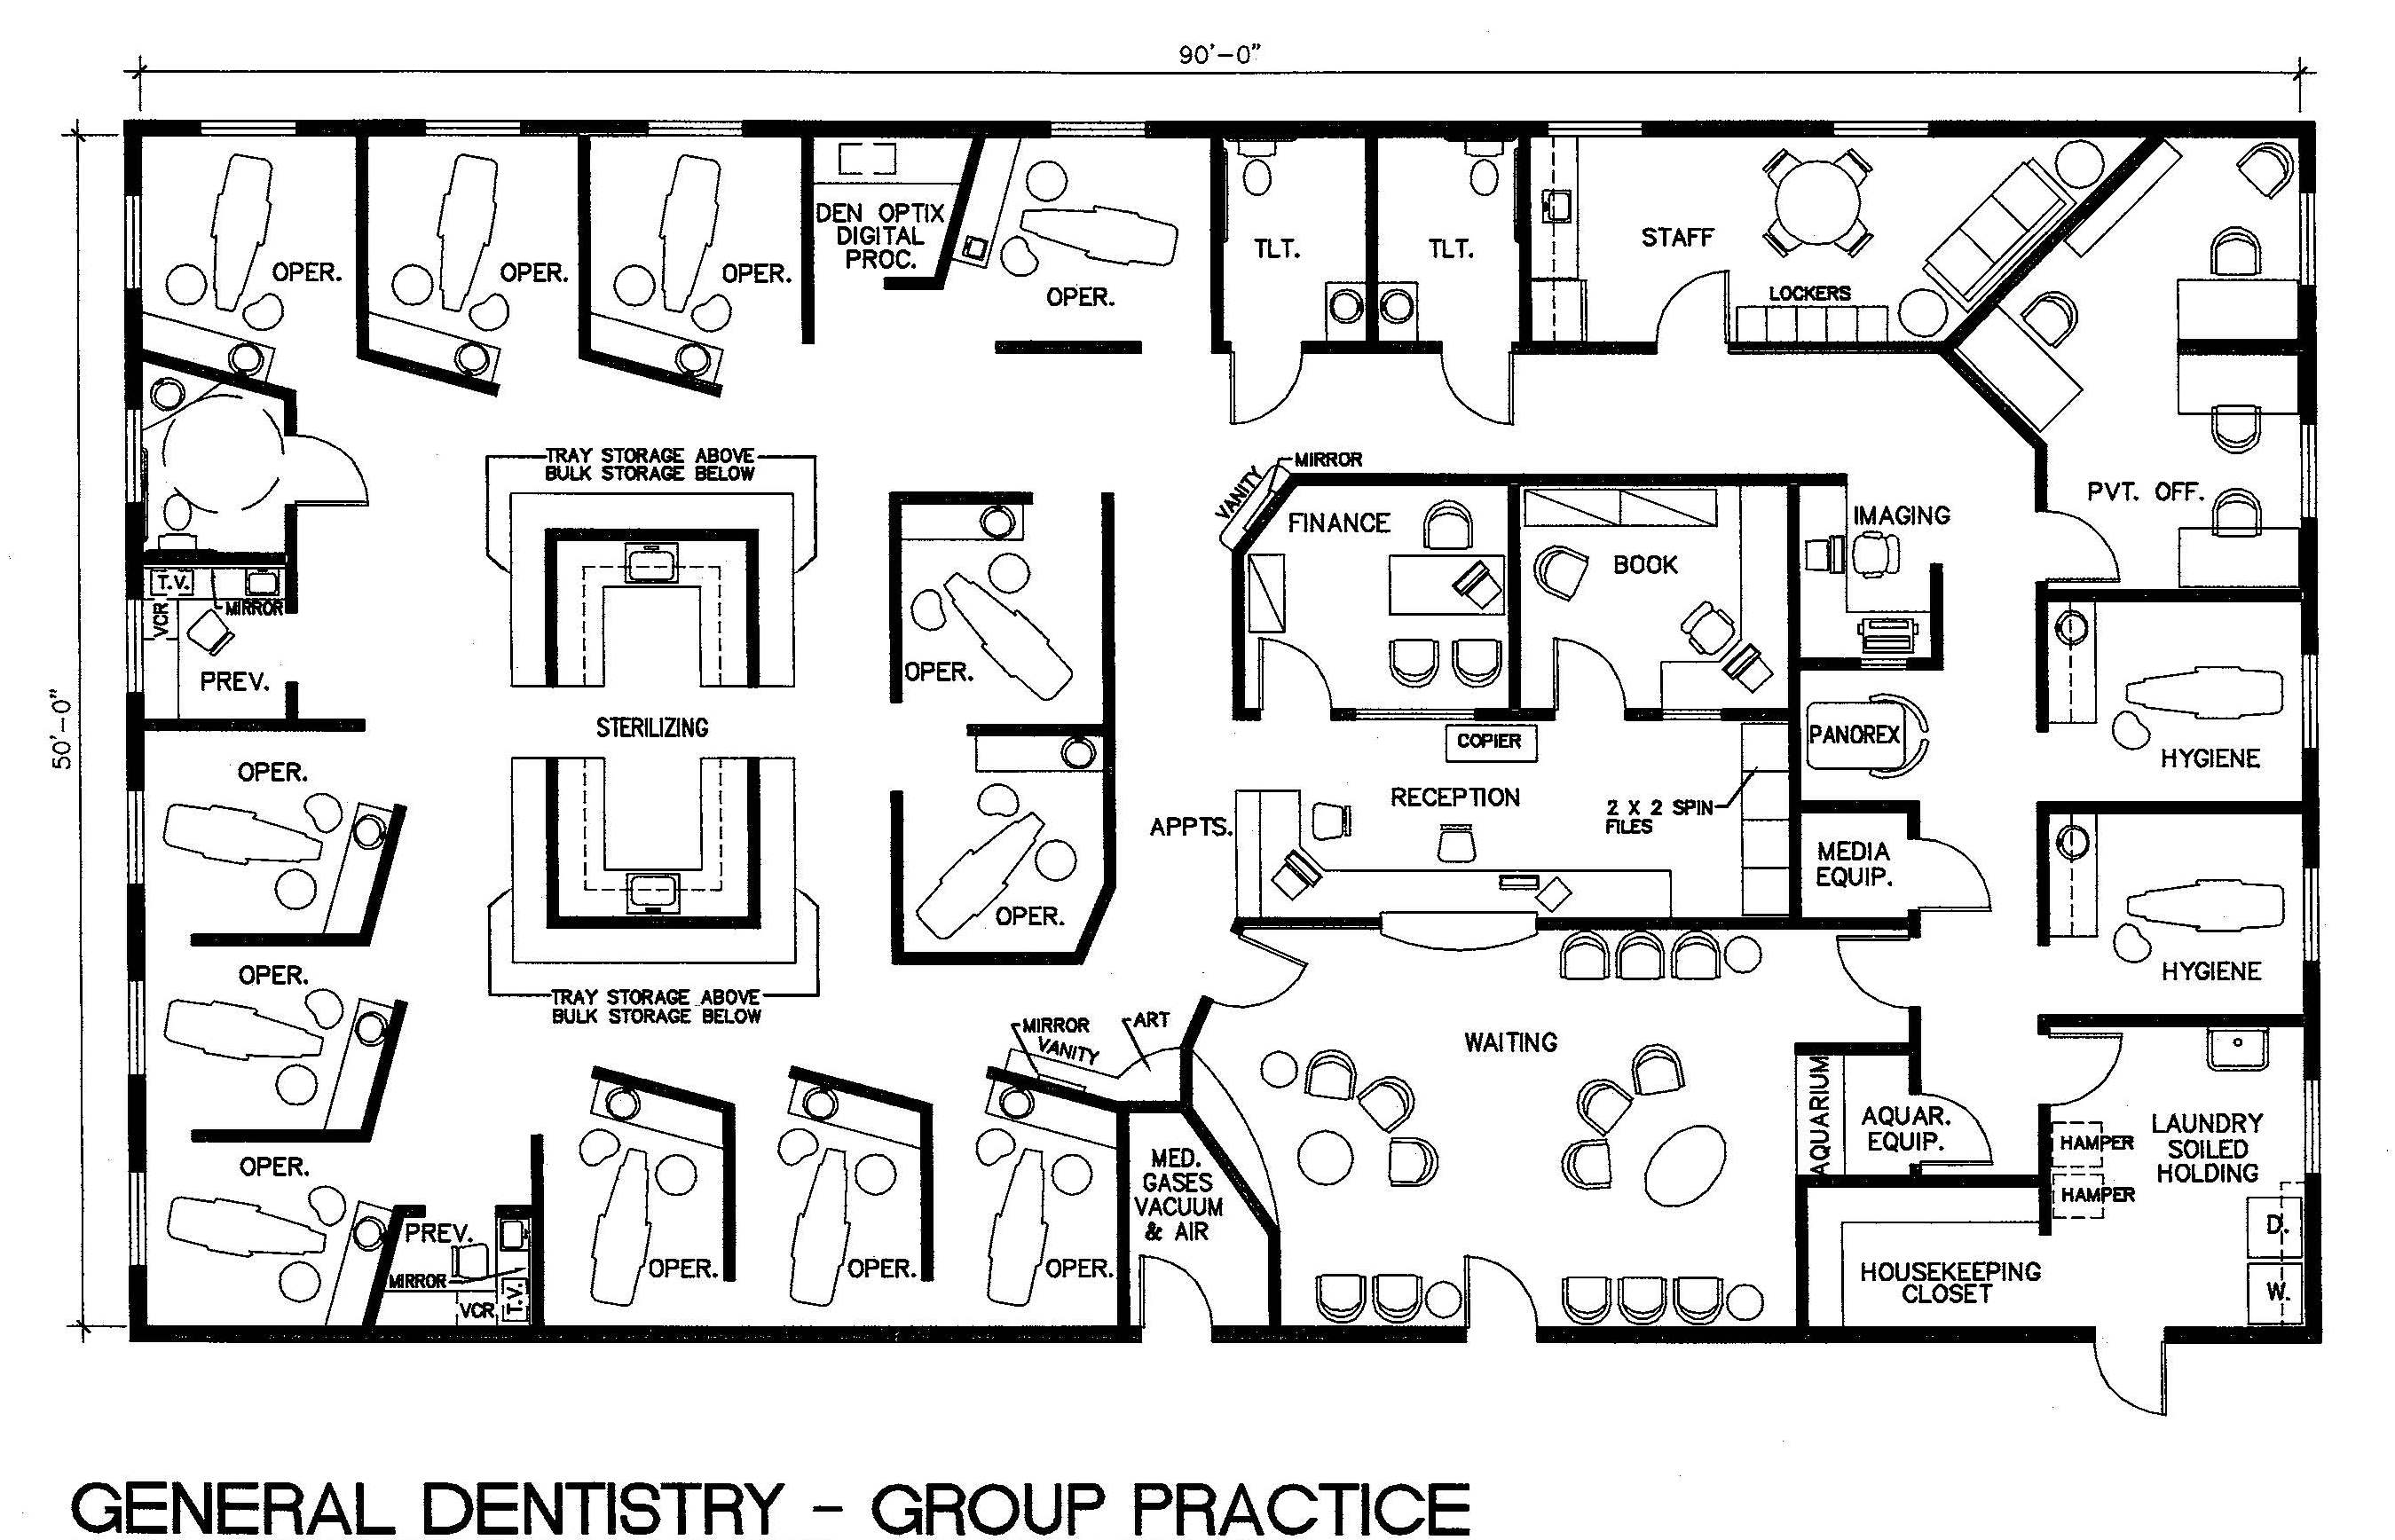 90'-0"
50'-0"
OPER.
OPER.
OPER.
DEN OPTIX
DIGITAL
PROC.
OPER.
TLT.
TLT.
STAFF
LOCKERS
TRAY STORAGE ABOVE
BULK STORAGE BELOW
MIRROR
VANITY
FINANCE
BOOK
IMAGING
PVT. OFF.
T.V.
VCR
MIRROR
PREV.
OPER.
STERILIZING
COPIER
PANOREX
HYGIENE
OPER.
APPTS.
RECEPTION
2 X 2 SPIN
FILES
MEDIA
EQUIP.
OPER.
HYGIENE
OPER.
TRAY STORAGE ABOVE
BULK STORAGE BELOW
MIRROR
VANITY
ART
WAITING
AQUARIUM
AQUAR.
EQUIP.
LAUNDRY
SOILED
HOLDING
HAMPER
HAMPER
OPER.
MED.
GASES
VACUUM
& AIR
PREV.
MIRROR
VCR
T.V.
OPER.
OPER.
OPER.
HOUSEKEEPING
CLOSET
D.
W.
GENERAL DENTISTRY - GROUP PRACTICE